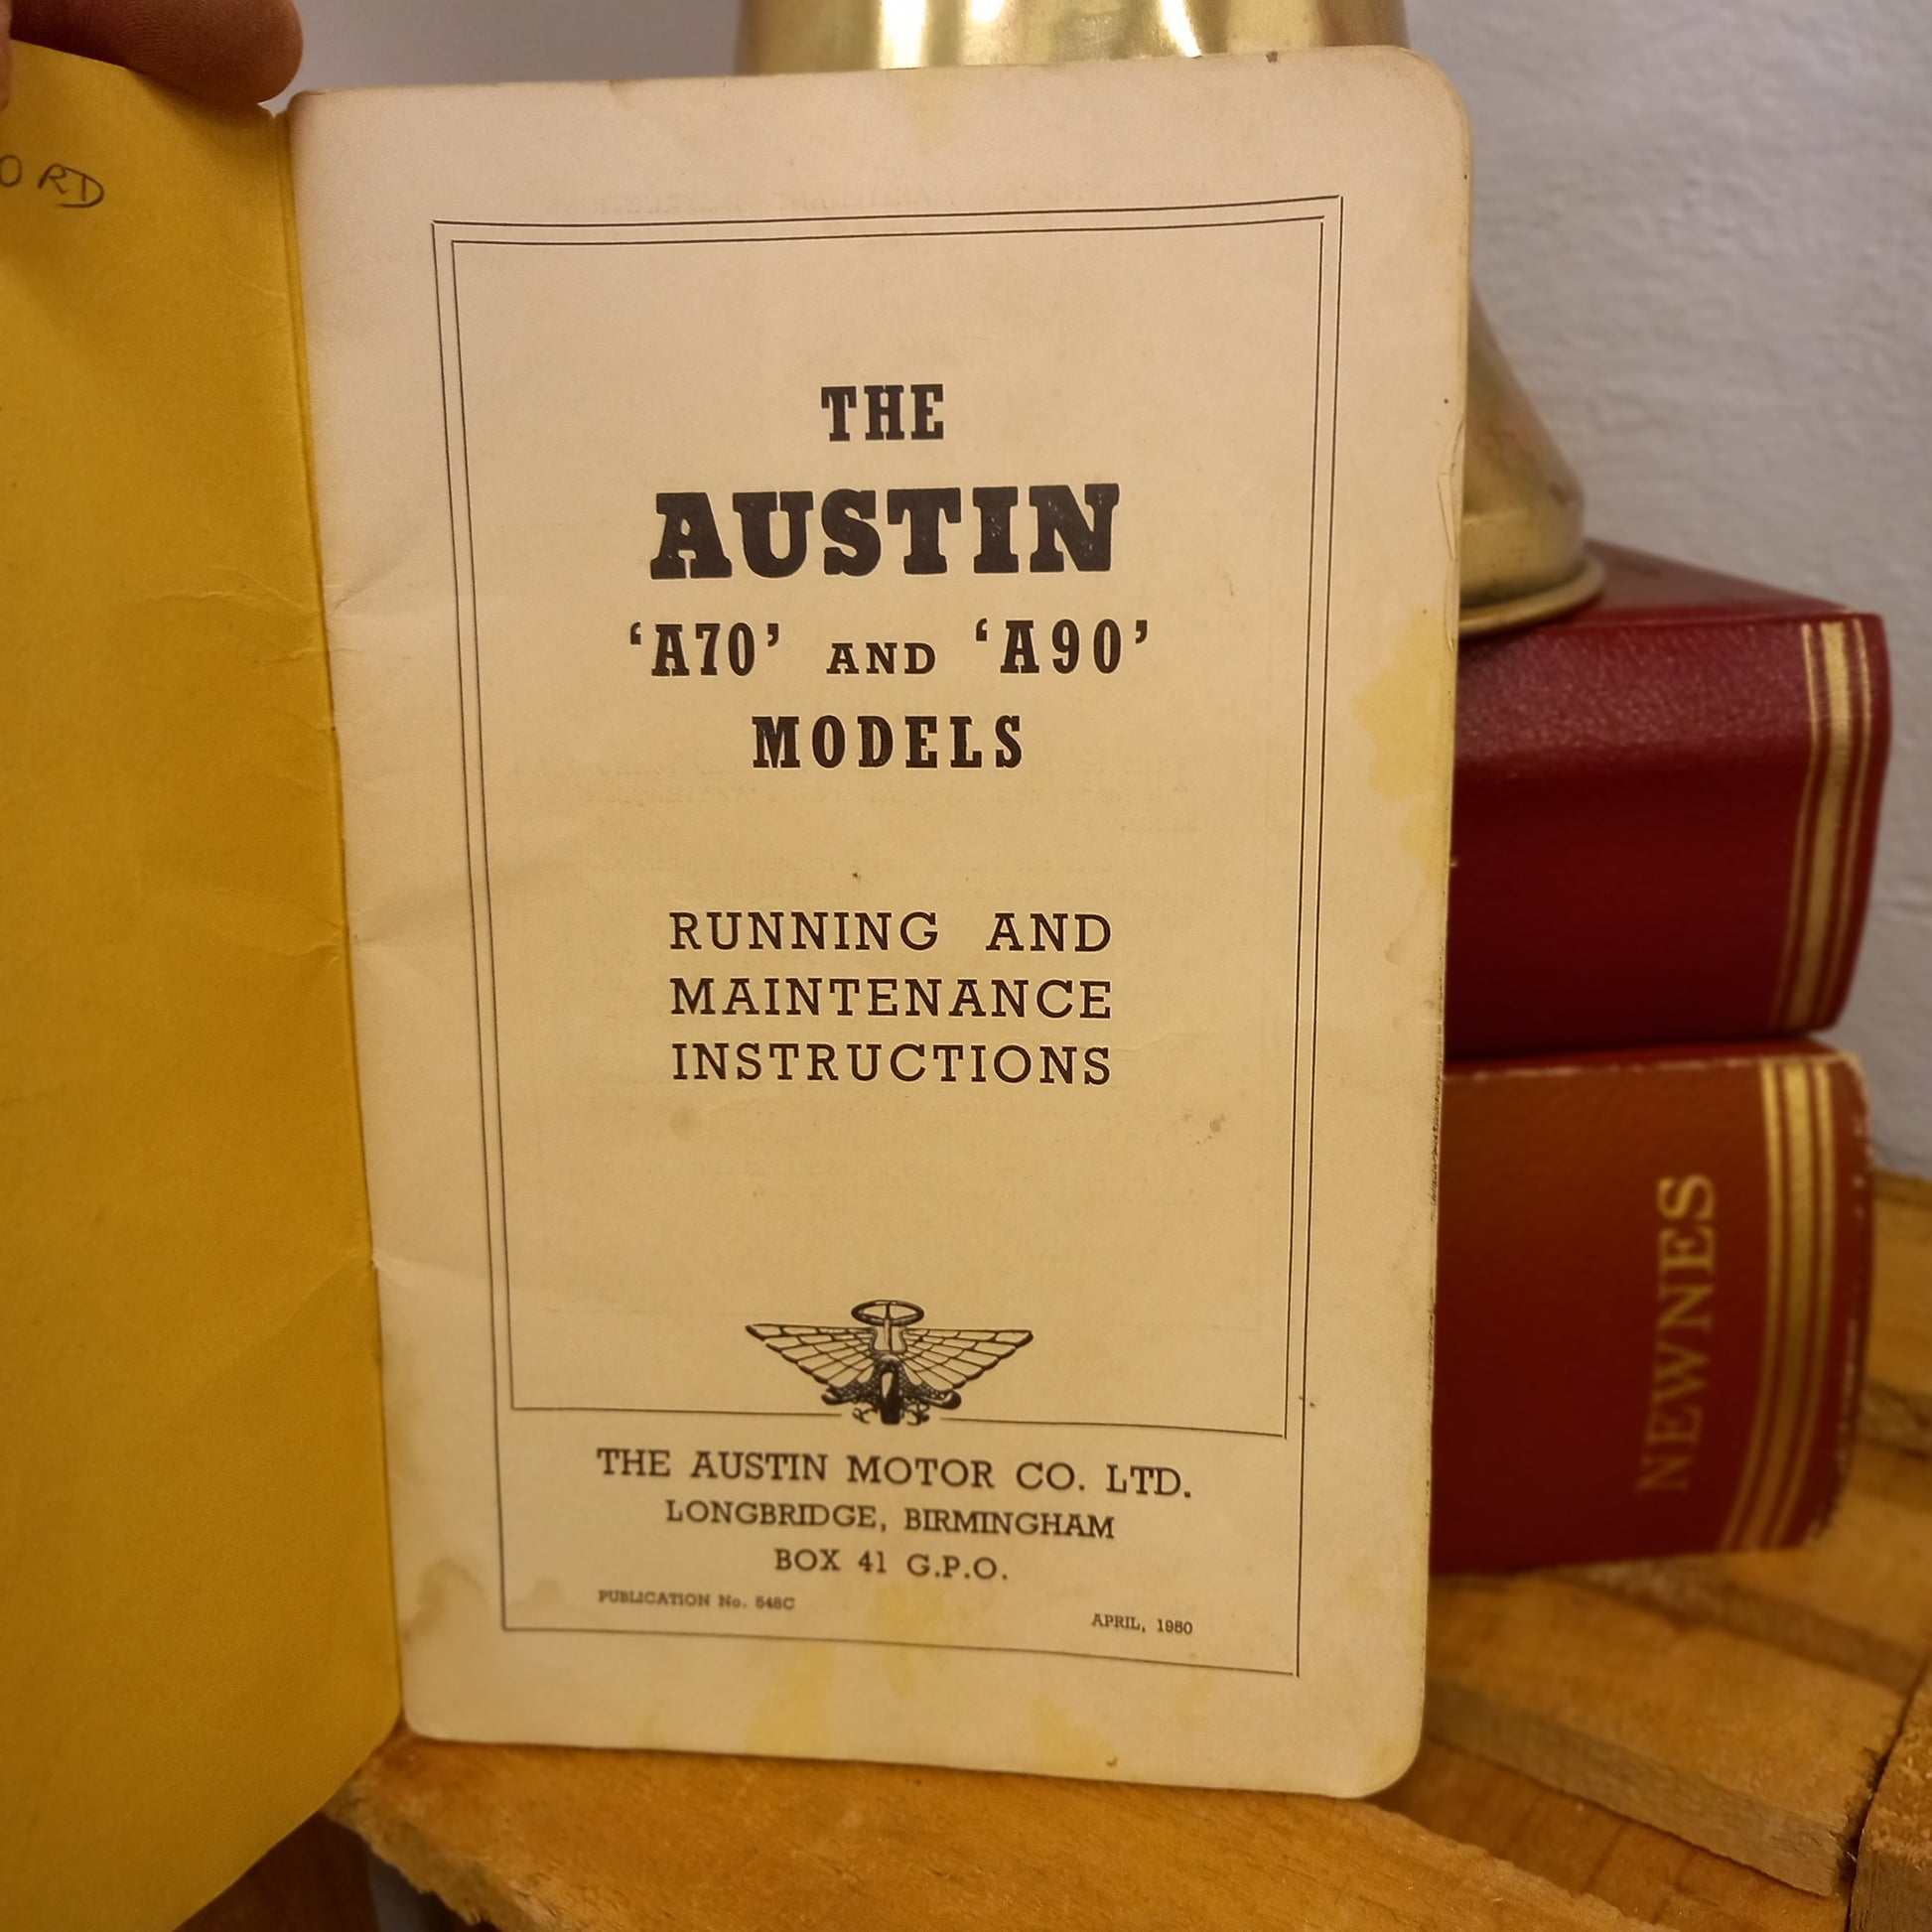 ORD
THE
AUSTIN
‘A70’ AND ‘A90’
MODELS
RUNNING AND
MAINTENANCE
INSTRUCTIONS
THE AUSTIN MOTOR CO. LTD.
LONGBRIDGE, BIRMINGHAM
BOX 41 G.P.O.
PUBLICATION No.
APRIL, 1950
NEWNES